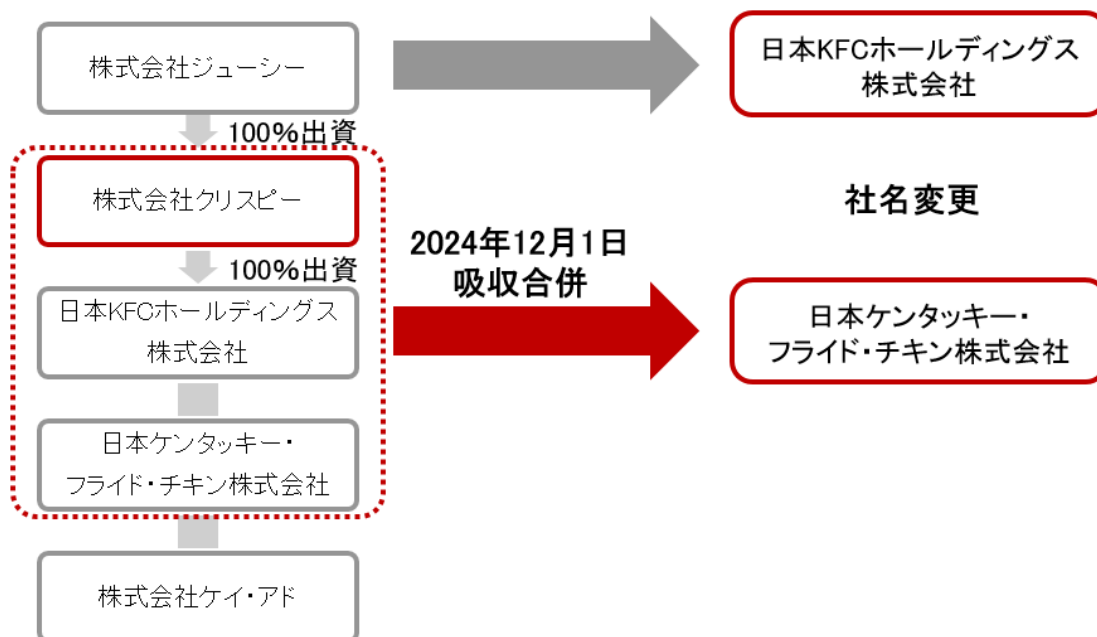 株式会社ジューシー
日本KFCホールディングス
株式会社
100%出資
株式会社クリスピー
社名変更
2024年12月1日
吸収合併
100%出資
日本KFCホールディングス
株式会社
日本ケンタッキー・
フライド・チキン株式会社
日本ケンタッキー・
フライド・チキン株式会社
株式会社ケイ・アド